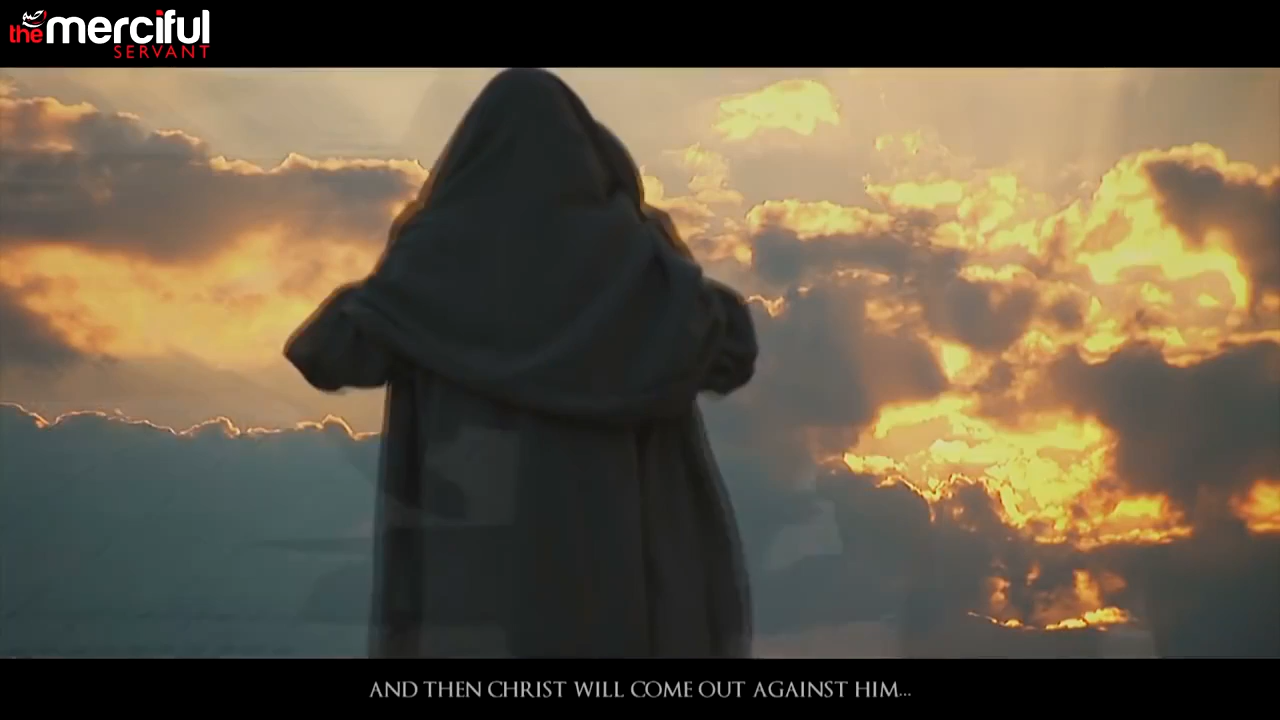 the merciful
SERVANT
AND THEN CHRIST WILL COME OUT AGAINST HIM...